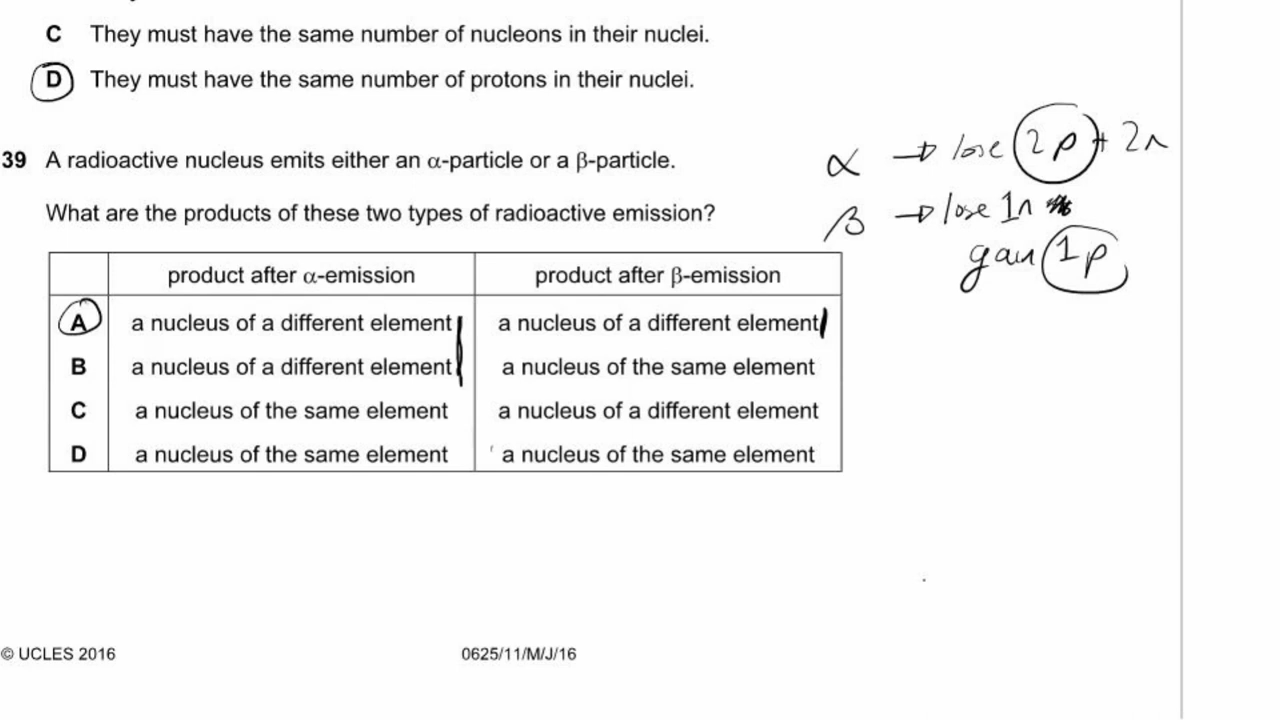 C They must have the same number of nucleons in their nuclei.
D They must have the same number of protons in their nuclei.
39 A radioactive nucleus emits either an α-particle or a β-particle.
What are the products of these two types of radioactive emission?
product after α-emission product after β-emission
A a nucleus of a different element a nucleus of a different element
B a nucleus of a different element a nucleus of the same element
C a nucleus of the same element a nucleus of a different element
D a nucleus of the same element a nucleus of the same element
α → lose 2p + 2n
β → lose 1n
gain 1p
© UCLES 2016 0625/11/M/J/16